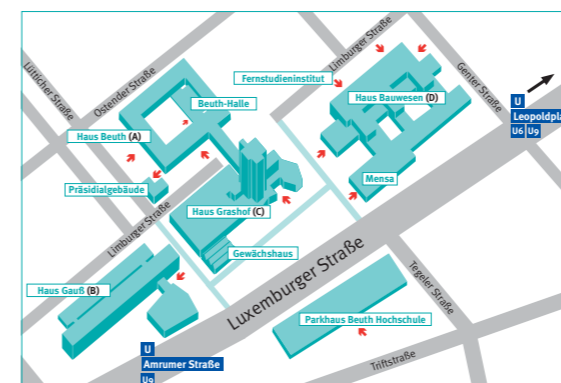 Limburger Straße
Genter Straße
Lütticher Straße
Ostender Straße
Fernstudieninstitut
Haus Bauwesen (D)
Beuth-Halle
U
Leopoldpla
U6 U9
Haus Beuth (A)
Präsidialgebäude
Mensa
Haus Grashof (C)
Limburger Straße
Gewächshaus
Luxemburger Straße
Tegeler Straße
Haus Gauß (B)
Parkhaus Beuth Hochschule
U
Amrumer Straße
U9
Triftstraße